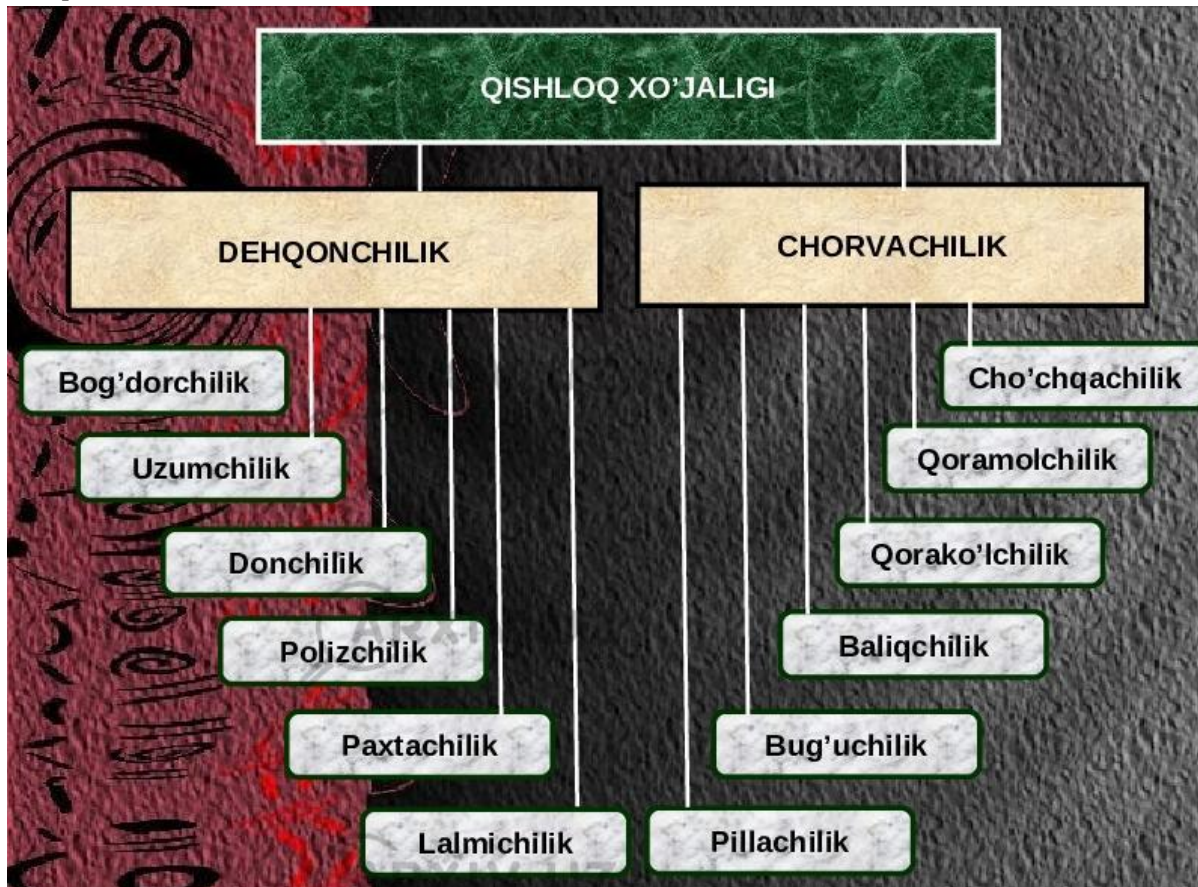 QISHLOQ XO’JALIGI
DEHQONCHILIK
CHORVACHILIK
Bog’dorchilik
Uzumchilik
Donchilik
Polizchilik
Paxtachilik
Lalmichilik
Cho’chqachilik
Qoramolchilik
Qorako’lchilik
Baliqchilik
Bug’uchilik
Pillachilik